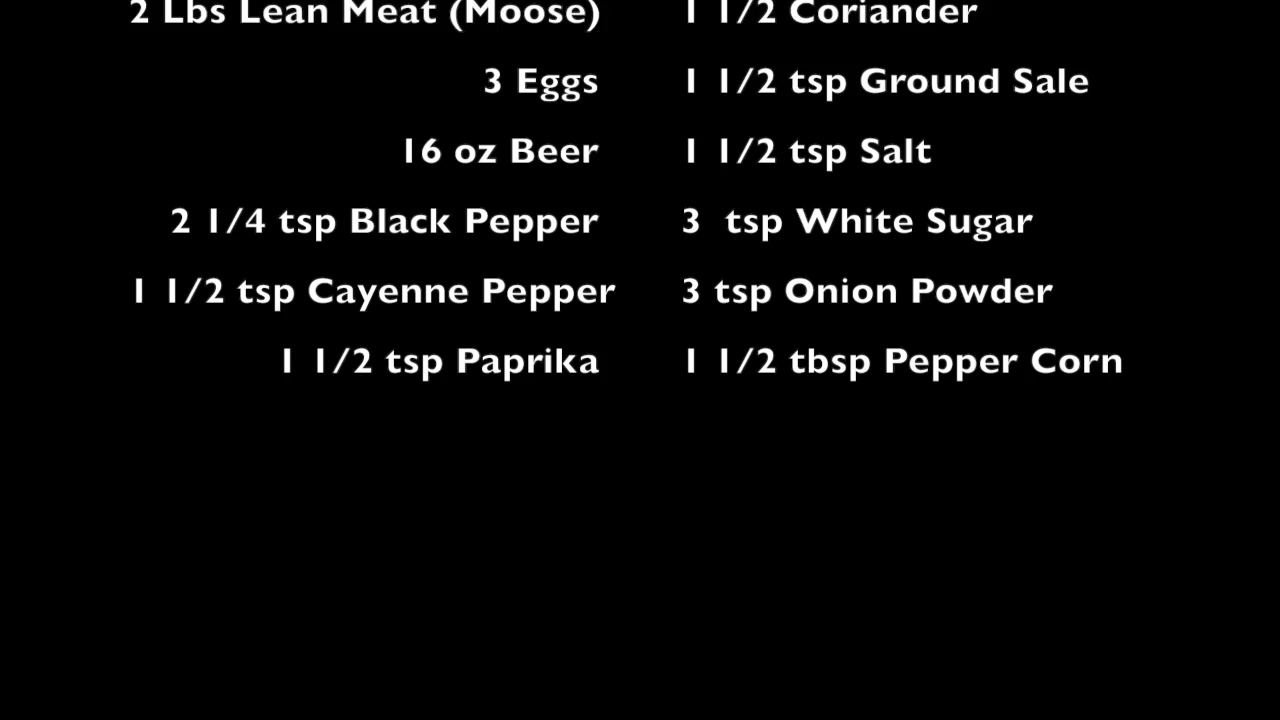 2 Lbs Lean Meat (Moose) 1 1/2 Coriander
3 Eggs 1 1/2 tsp Ground Sale
16 oz Beer 1 1/2 tsp Salt
2 1/4 tsp Black Pepper 3 tsp White Sugar
1 1/2 tsp Cayenne Pepper 3 tsp Onion Powder
1 1/2 tsp Paprika 1 1/2 tbsp Pepper Corn